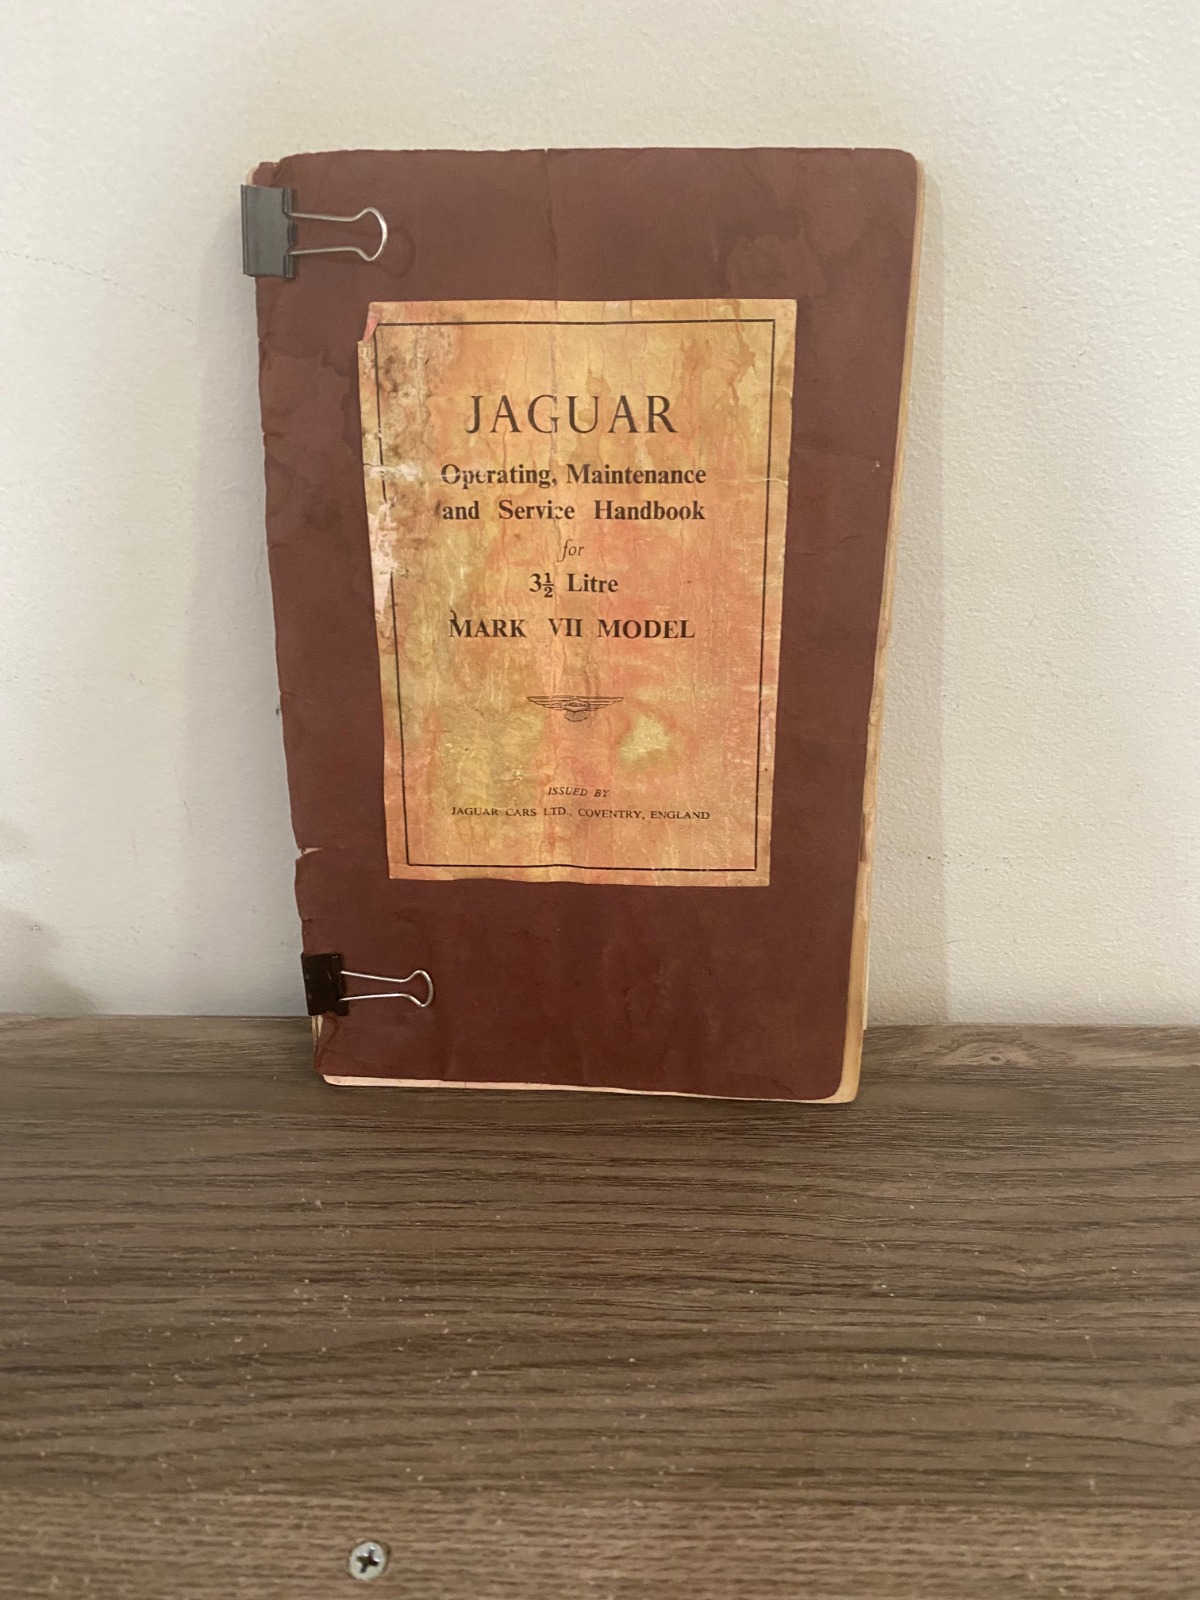 JAGUAR
Operating, Maintenance
and Service Handbook
for
3½ Litre
MARK VII MODEL
JAGUAR
ISSUED BY
JAGUAR CARS LTD., COVENTRY, ENGLAND